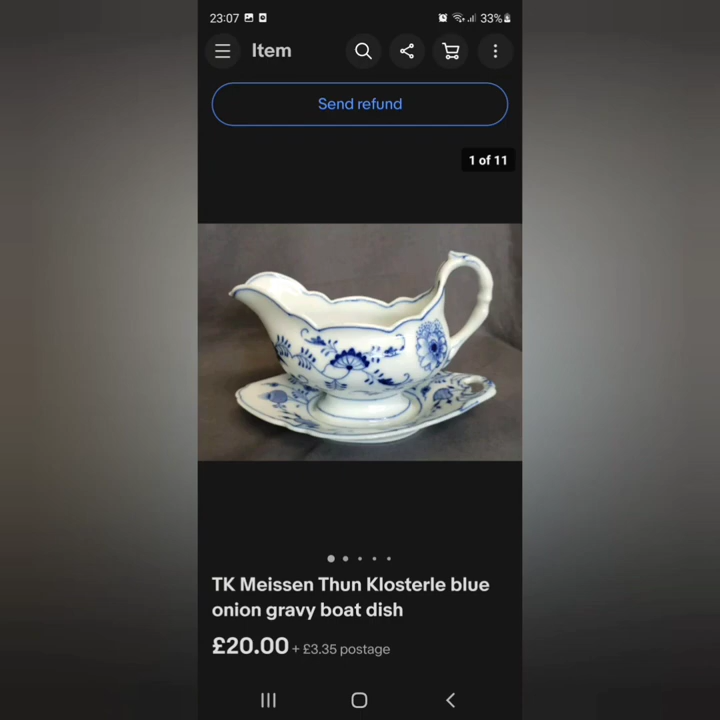 23:07 33%
Item
Send refund
1 of 11
TK Meissen Thun Klosterle blue
onion gravy boat dish
£20.00 + £3.35 postage